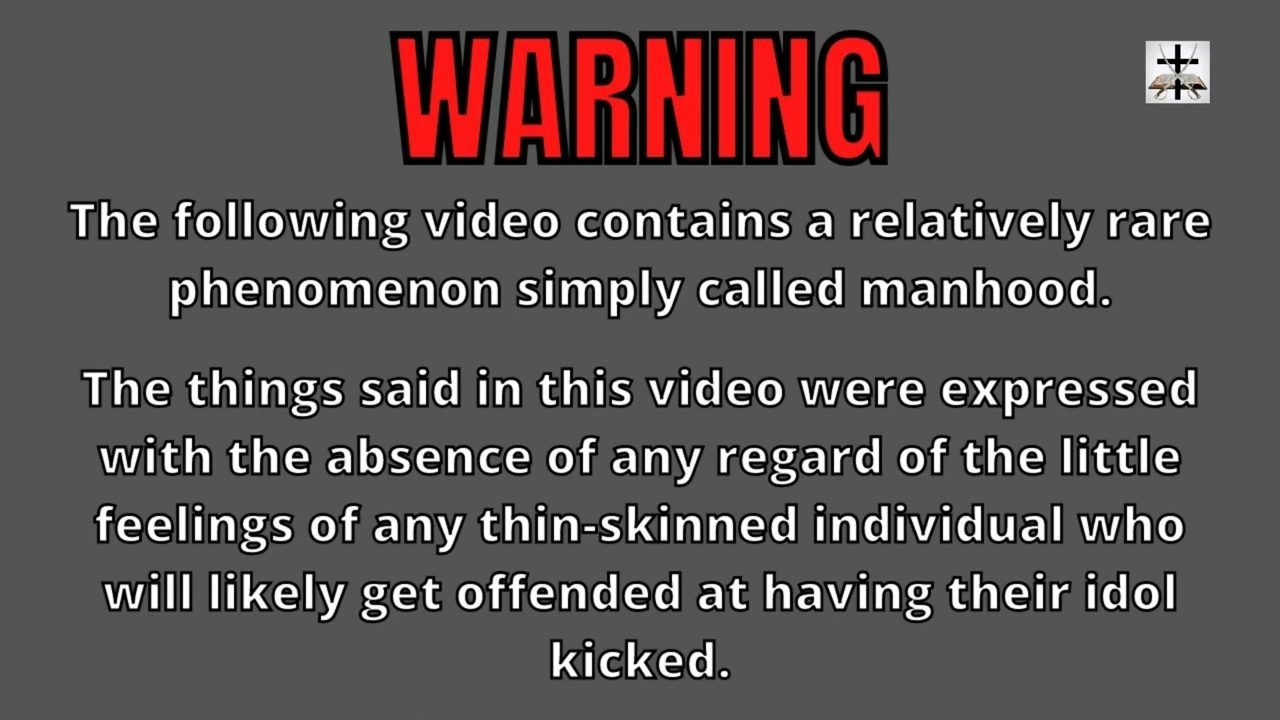 WARNING
The following video contains a relatively rare
phenomenon simply called manhood.
The things said in this video were expressed
with the absence of any regard of the little
feelings of any thin-skinned individual who
will likely get offended at having their idol
kicked.